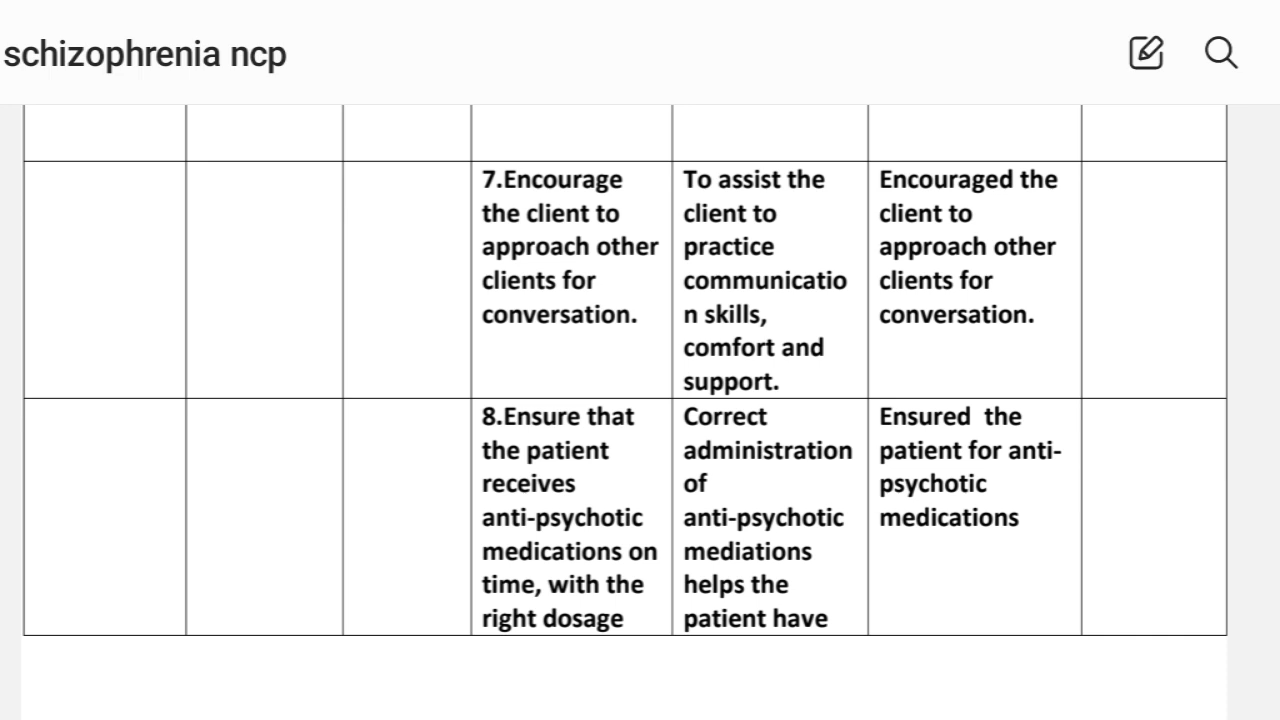 schizophrenia ncp
7.Encourage
the client to
approach other
clients for
conversation.
To assist the
client to
practice
communicatio
n skills,
comfort and
support.
Encouraged the
client to
approach other
clients for
conversation.
8.Ensure that
the patient
receives
anti-psychotic
medications on
time, with the
right dosage
Correct
administration
of
anti-psychotic
mediations
helps the
patient have
Ensured  the
patient for anti-
psychotic
medications